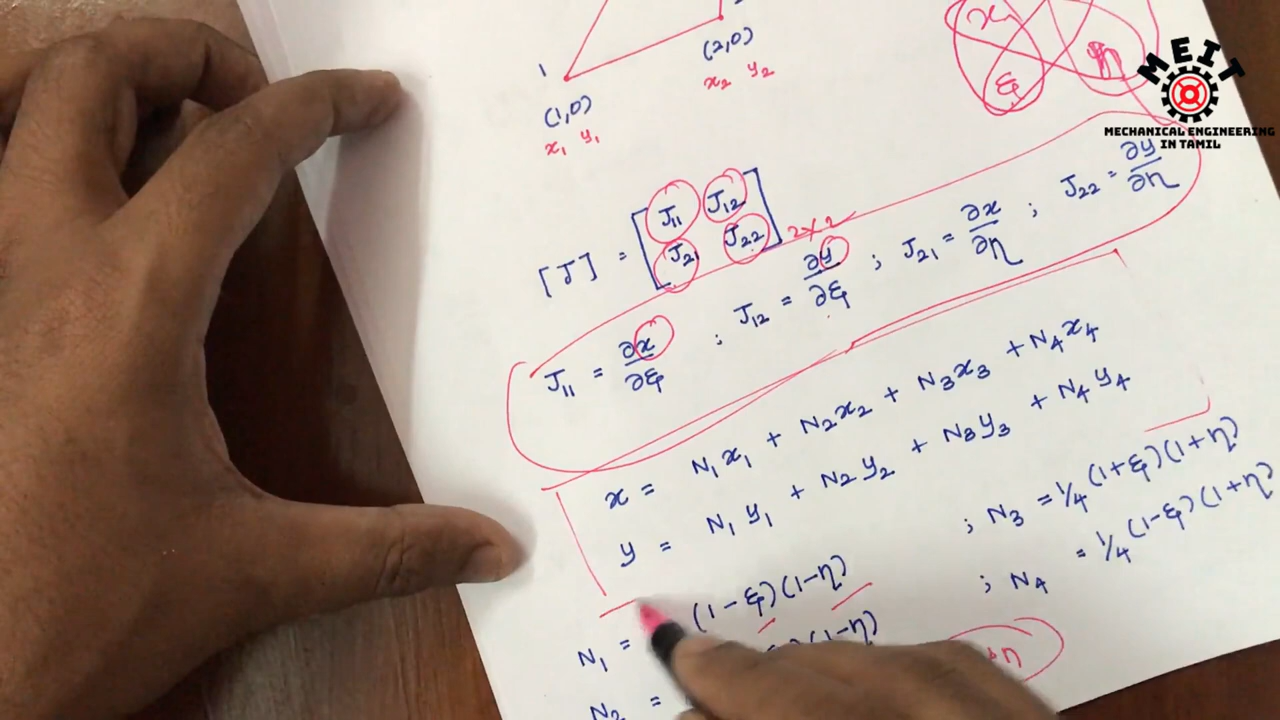 1
(2,0)
x₂ y₂
(1,0)
x₁ y₁
x
y
ξ
η
MEIT
MECHANICAL ENGINEERING
IN TAMIL
[J] = [J₁₁ J₁₂
J₂₁ J₂₂]₂ₓ₂
J₁₁ = ∂x/∂ξ ; J₁₂ = ∂y/∂ξ ; J₂₁ = ∂x/∂η ; J₂₂ = ∂y/∂η
x = N₁x₁ + N₂x₂ + N₃x₃ + N₄x₄
y = N₁y₁ + N₂y₂ + N₃y₃ + N₄y₄
N₁ = (1-ξ)(1-η) ; N₃ = 1/4 (1+ξ)(1+η)
N₂ = (1-η) ; N₄ = 1/4 (1-ξ)(1+η)
η